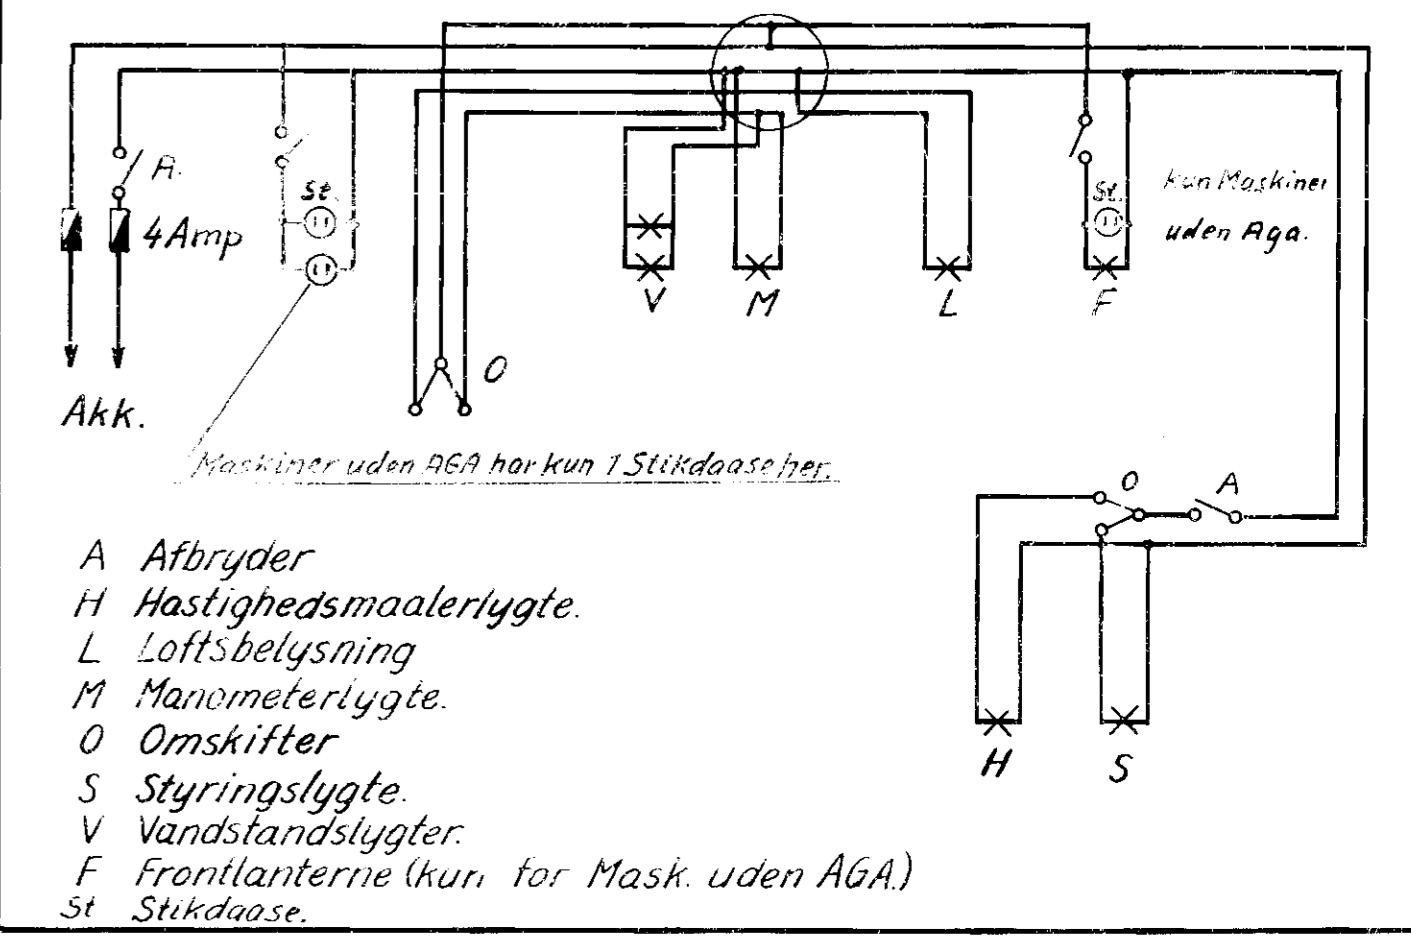 A.
St.
4Amp
Akk.
O
V
M
L
St.
F
kun Maskiner
uden Aga.
Maskiner uden AGA har kun 1 Stikdaase her.
O
A
H
S
A Afbryder
H Hastighedsmaalerlygte.
L Loftsbelysning
M Manometerlygte.
O Omskifter
S Styringslygte.
V Vandstandslygter.
F Frontlanterne (kun for Mask. uden AGA.)
St Stikdaase.